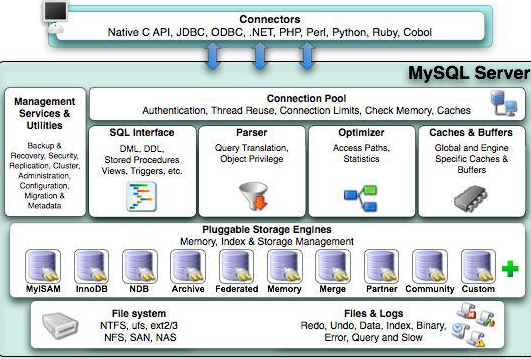 Connectors
Native C API, JDBC, ODBC, .NET, PHP, Perl, Python, Ruby, Cobol
MySQL Server
Management
Services &
Utilities
Backup &
Recovery, Security,
Replication, Cluster,
Administration,
Configuration,
Migration &
Metadata
Connection Pool
Authentication, Thread Reuse, Connection Limits, Check Memory, Caches
SQL Interface
DML, DDL,
Stored Procedures
Views, Triggers, etc.
Parser
Query Translation,
Object Privilege
Optimizer
Access Paths,
Statistics
Caches & Buffers
Global and Engine
Specific Caches &
Buffers
Pluggable Storage Engines
Memory, Index & Storage Management
MyISAM
InnoDB
NDB
Archive
Federated
Memory
Merge
Partner
Community
Custom
File system
NTFS, ufs, ext2/3
NFS, SAN, NAS
Files & Logs
Redo, Undo, Data, Index, Binary,
Error, Query and Slow